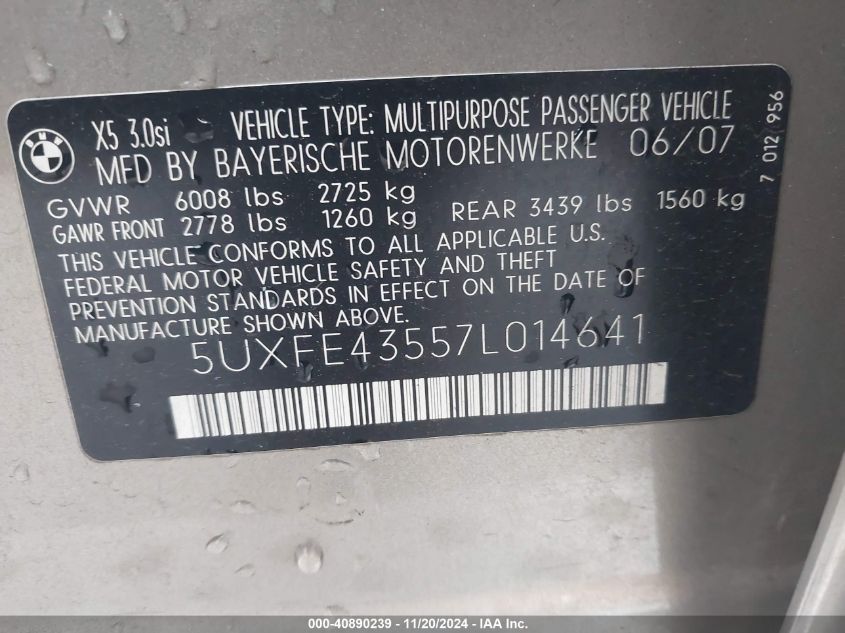 BMW
X5 3.0si VEHICLE TYPE: MULTIPURPOSE PASSENGER VEHICLE
MFD BY BAYERISCHE MOTORENWERKE 06/07
GVWR 6008 lbs 2725 kg
GAWR FRONT 2778 lbs 1260 kg REAR 3439 lbs 1560 kg
THIS VEHICLE CONFORMS TO ALL APPLICABLE U.S.
FEDERAL MOTOR VEHICLE SAFETY AND THEFT
PREVENTION STANDARDS IN EFFECT ON THE DATE OF
MANUFACTURE SHOWN ABOVE.
5UXFE43557L014641
7 012 956
000-40890239 - 11/20/2024 - IAA Inc.